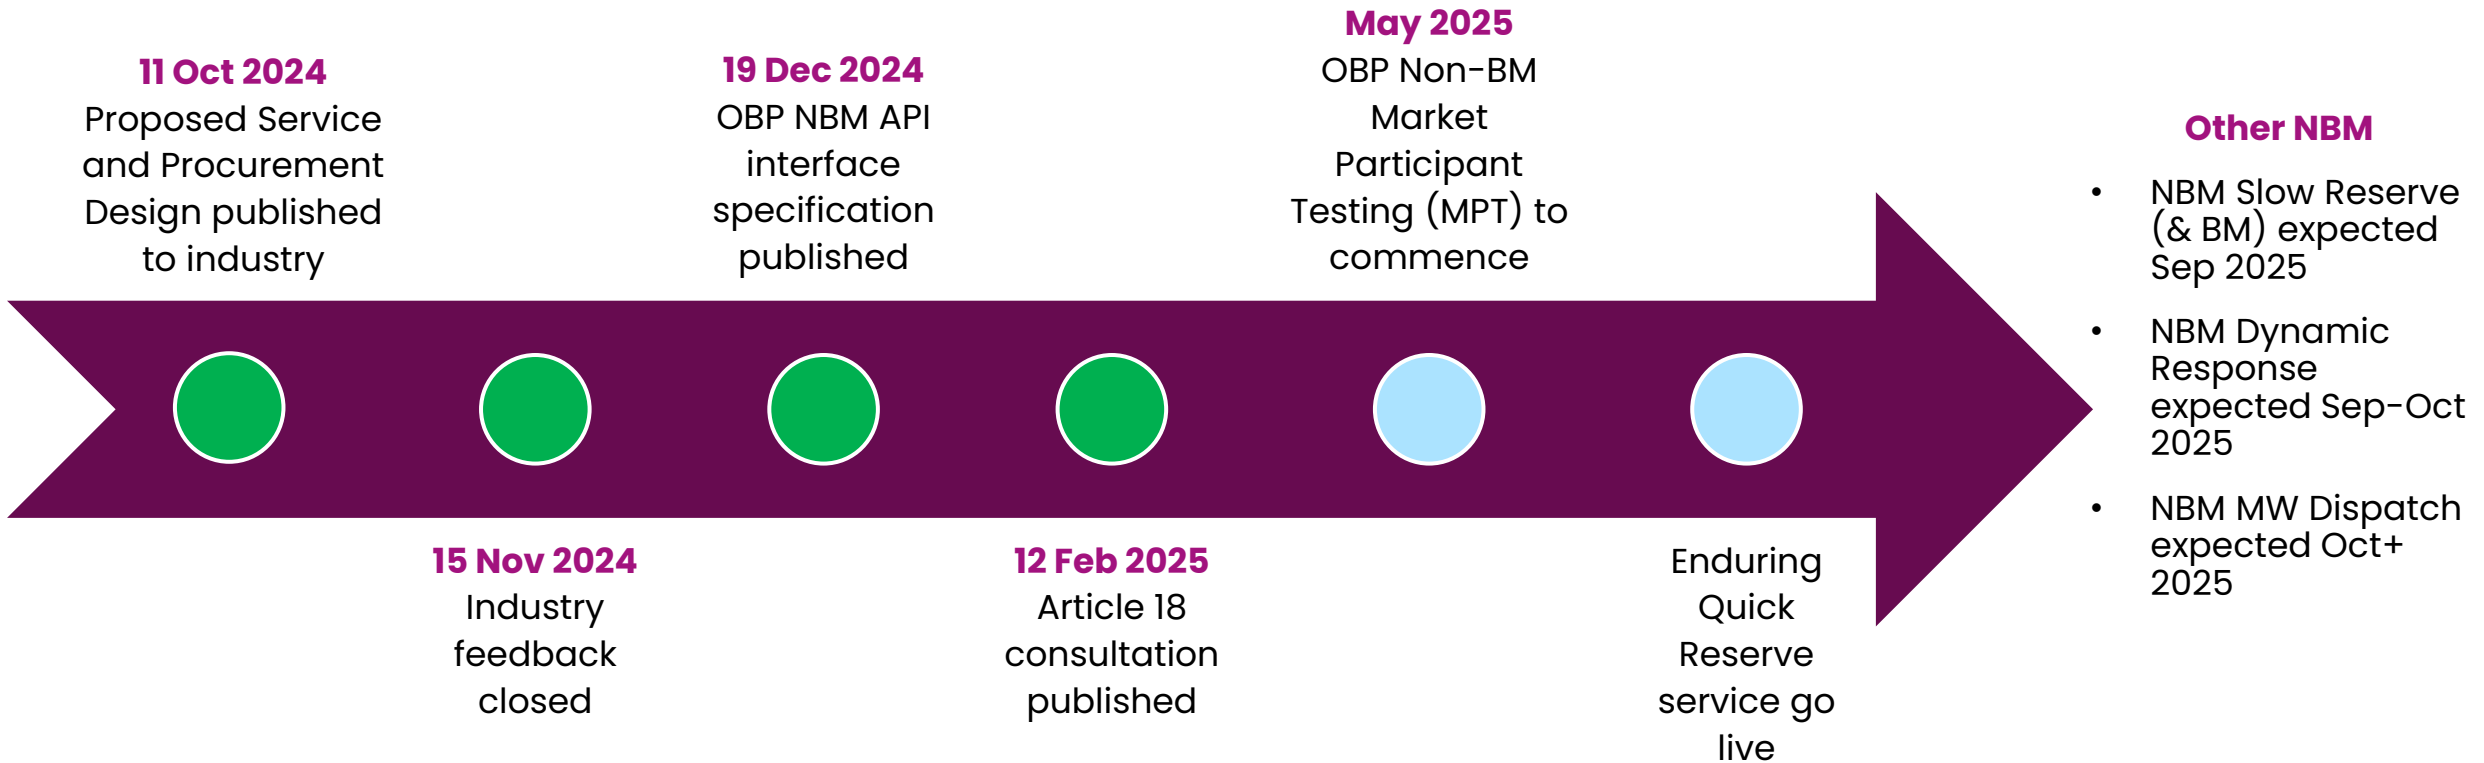 11 Oct 2024
Proposed Service
and Procurement
Design published
to industry
15 Nov 2024
Industry
feedback
closed
19 Dec 2024
OBP NBM API
interface
specification
published
12 Feb 2025
Article 18
consultation
published
May 2025
OBP Non-BM
Market
Participant
Testing (MPT) to
commence
Enduring
Quick
Reserve
service go
live
Other NBM
• NBM Slow Reserve
(& BM) expected
Sep 2025
• NBM Dynamic
Response
expected Sep-Oct
2025
• NBM MW Dispatch
expected Oct+
2025